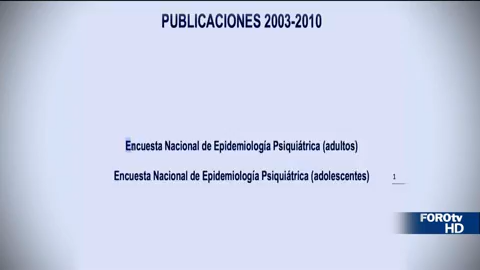 PUBLICACIONES 2003-2010
Encuesta Nacional de Epidemiología Psiquiátrica (adultos)
Encuesta Nacional de Epidemiología Psiquiátrica (adolescentes)
1
FOROtv
HD